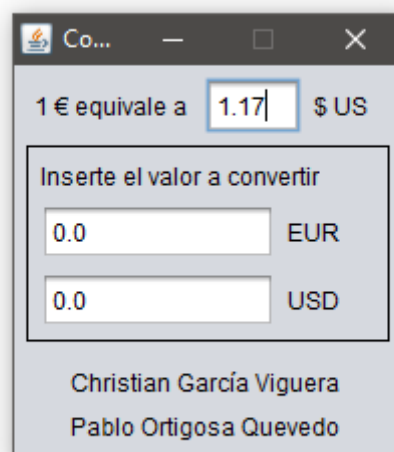 Co...
1 € equivale a 1.17 $ US
Inserte el valor a convertir
0.0 EUR
0.0 USD
Christian García Viguera
Pablo Ortigosa Quevedo